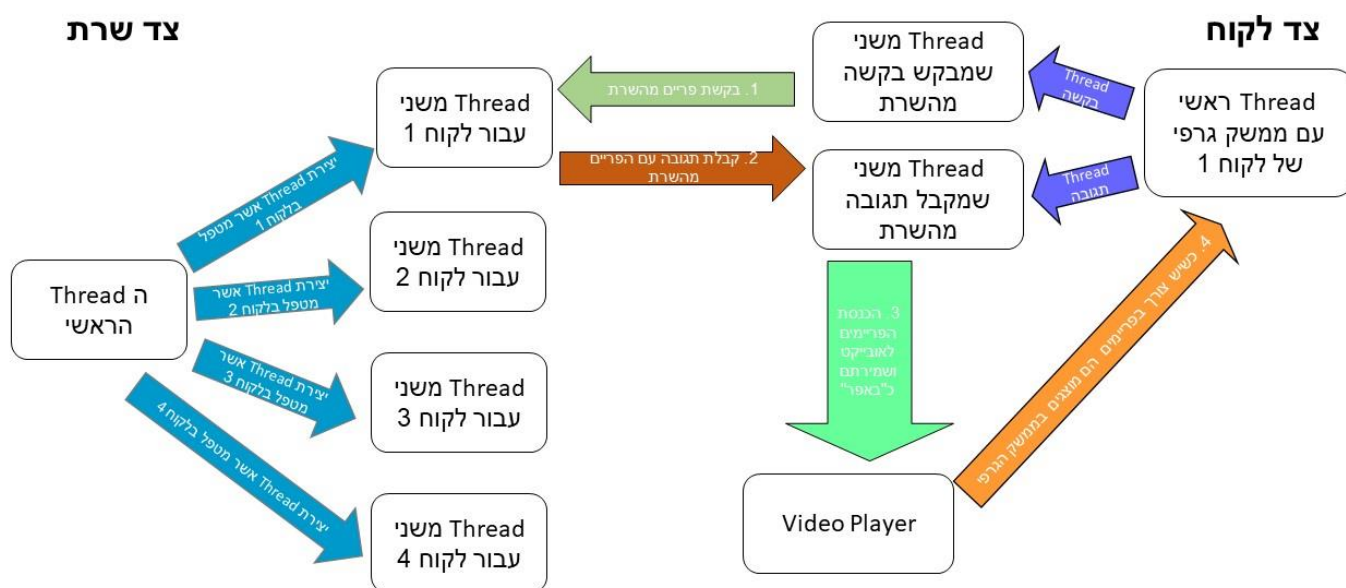 צד לקוח
צד שרת
Thread ראשי
עם ממשק גרפי
של לקוח 1
Thread
בקשה
Thread
תגובה
Thread משני
שמבקש בקשה
מהשרת
Thread משני
שמקבל תגובה
מהשרת
1. בקשת פריים מהשרת
2. קבלת תגובה עם הפריים
מהשרת
3. הכנסת
הפריימים
לאובייקט
ושמירתם
כ"באפר"
4. כשיש צורך בפריימים הם מוצגים בממשק הגרפי
Video Player
Thread משני
עבור לקוח 1
Thread משני
עבור לקוח 2
Thread משני
עבור לקוח 3
Thread משני
עבור לקוח 4
יצירת Thread אשר מטפל
בלקוח 1
יצירת Thread אשר
מטפל בלקוח 2
יצירת Thread אשר
מטפל בלקוח 3
יצירת Thread אשר מטפל בלקוח 4
ה Thread
הראשי